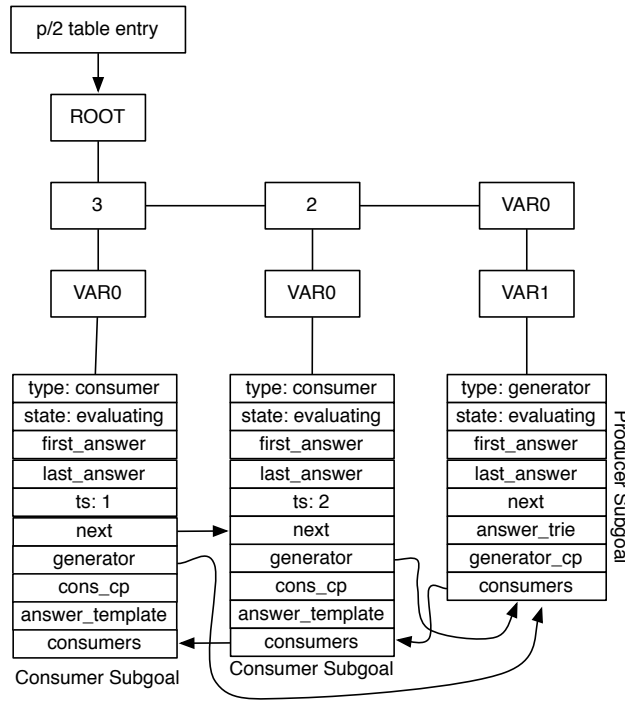 p/2 table entry
ROOT
3
2
VAR0
VAR0
VAR0
VAR1
type: consumer
state: evaluating
first_answer
last_answer
ts: 1
next
generator
cons_cp
answer_template
consumers
Consumer Subgoal
type: consumer
state: evaluating
first_answer
last_answer
ts: 2
next
generator
cons_cp
answer_template
consumers
Consumer Subgoal
type: generator
state: evaluating
first_answer
last_answer
next
answer_trie
generator_cp
consumers
Producer Subgoal